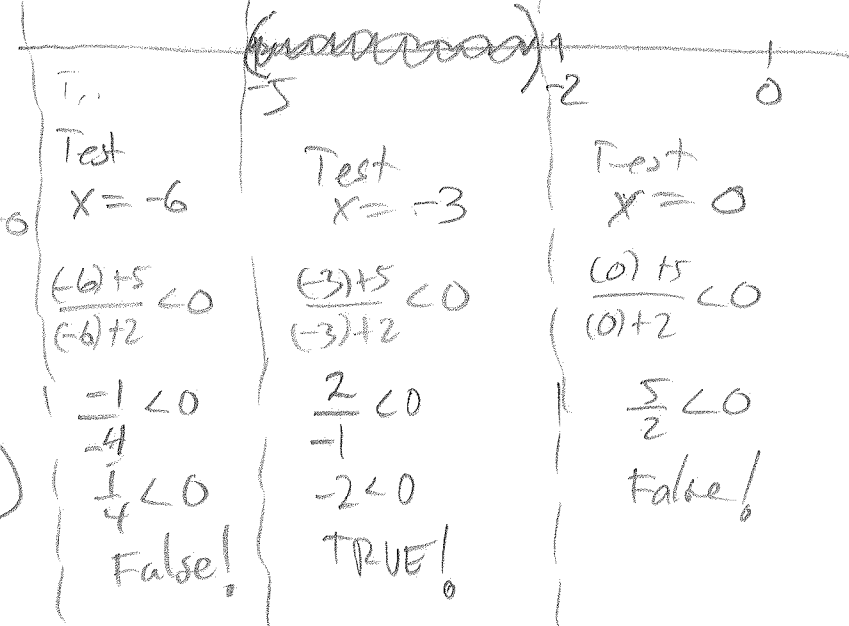 -5 -2 0
Test
x = -6
(-6)+5/(-6)+2 < 0
-1/-4 < 0
1/4 < 0
False!
Test
x = -3
(-3)+5/(-3)+2 < 0
2/-1 < 0
-2 < 0
TRUE!
Test
x = 0
(0)+5/(0)+2 < 0
5/2 < 0
False!